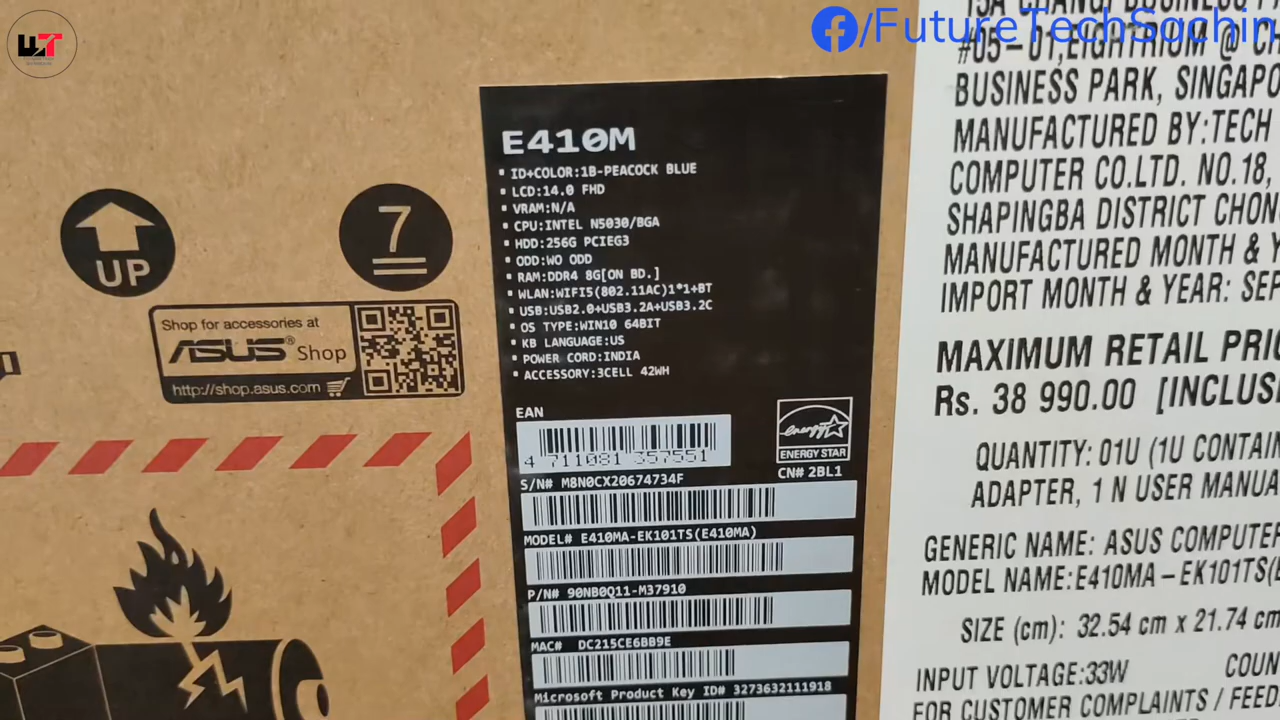 /FutureTechSachin
UP
7
Shop for accessories at
ASUS® Shop
http://shop.asus.com
E410M
ID+COLOR:1B-PEACOCK BLUE
LCD:14.0 FHD
VRAM:N/A
CPU:INTEL N5030/BGA
HDD:256G PCIEG3
ODD:WO ODD
RAM:DDR4 8G[ON BD.]
WLAN:WIFI5(802.11AC)1*1+BT
USB:USB2.0+USB3.2A+USB3.2C
OS TYPE:WIN10 64BIT
KB LANGUAGE:US
POWER CORD:INDIA
ACCESSORY:3CELL 42WH
EAN
4 711081 357551
energy
ENERGY STAR
CN# 2BL1
S/N# M8N0CX20674734F
MODEL# E410MA-EK101TS(E410MA)
P/N# 90NB0Q11-M37910
MAC# DC215CE6BB9E
Microsoft Product Key ID# 3273632111918
15A CHANGI BUSINESS P
#05-01,EIGHTRIUM @ CH
BUSINESS PARK, SINGAPO
MANUFACTURED BY:TECH
COMPUTER CO.LTD. NO.18,
SHAPINGBA DISTRICT CHON
MANUFACTURED MONTH & Y
IMPORT MONTH & YEAR: SEP
MAXIMUM RETAIL PRIC
Rs. 38 990.00 [INCLUSI
QUANTITY: 01U (1U CONTAI
ADAPTER, 1 N USER MANUA
GENERIC NAME: ASUS COMPUTER
MODEL NAME:E410MA-EK101TS(E
SIZE (cm): 32.54 cm x 21.74 cm
INPUT VOLTAGE:33W COUN
FOR CUSTOMER COMPLAINTS / FEED